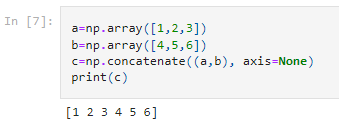 In [7]:
a=np.array([1,2,3])
b=np.array([4,5,6])
c=np.concatenate((a,b), axis=None)
print(c)
[1 2 3 4 5 6]